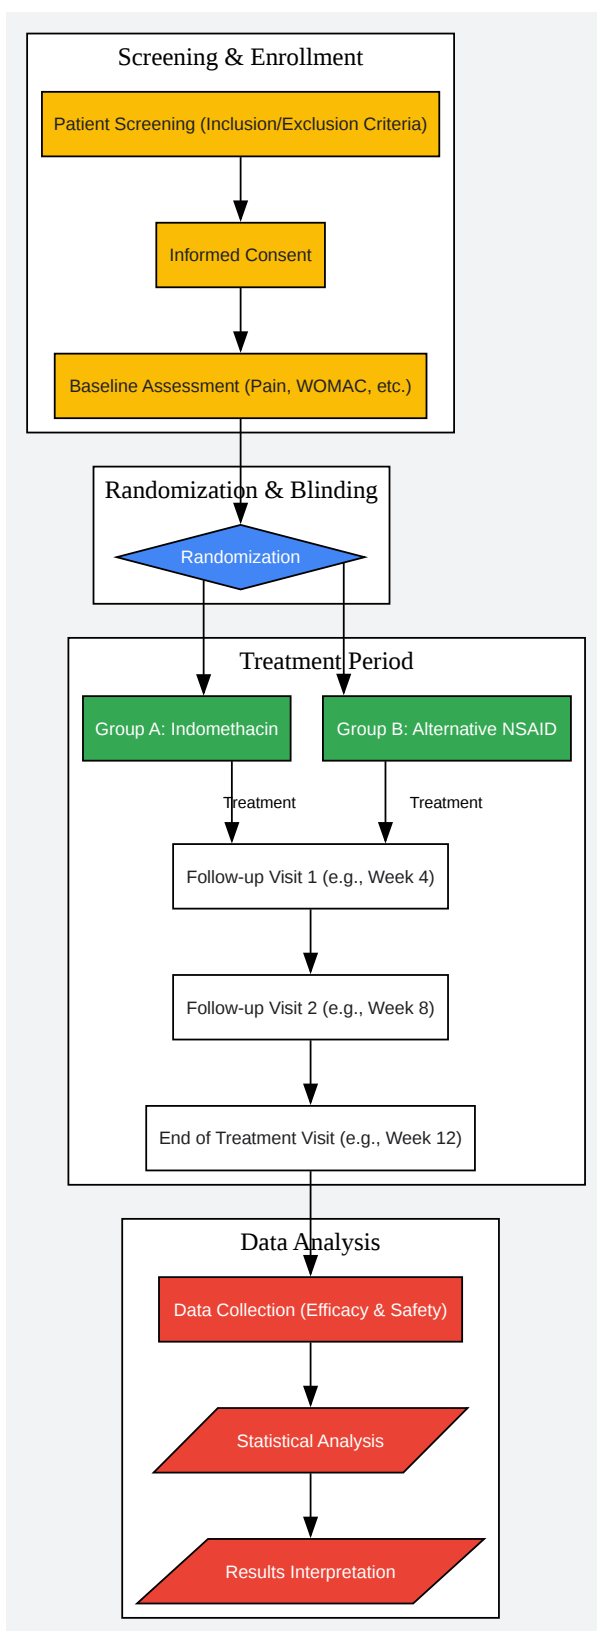 Screening & Enrollment
Patient Screening (Inclusion/Exclusion Criteria)
Informed Consent
Baseline Assessment (Pain, WOMAC, etc.)
Randomization & Blinding
Randomization
Treatment Period
Group A: Indomethacin
Group B: Alternative NSAID
Treatment
Treatment
Follow-up Visit 1 (e.g., Week 4)
Follow-up Visit 2 (e.g., Week 8)
End of Treatment Visit (e.g., Week 12)
Data Analysis
Data Collection (Efficacy & Safety)
Statistical Analysis
Results Interpretation